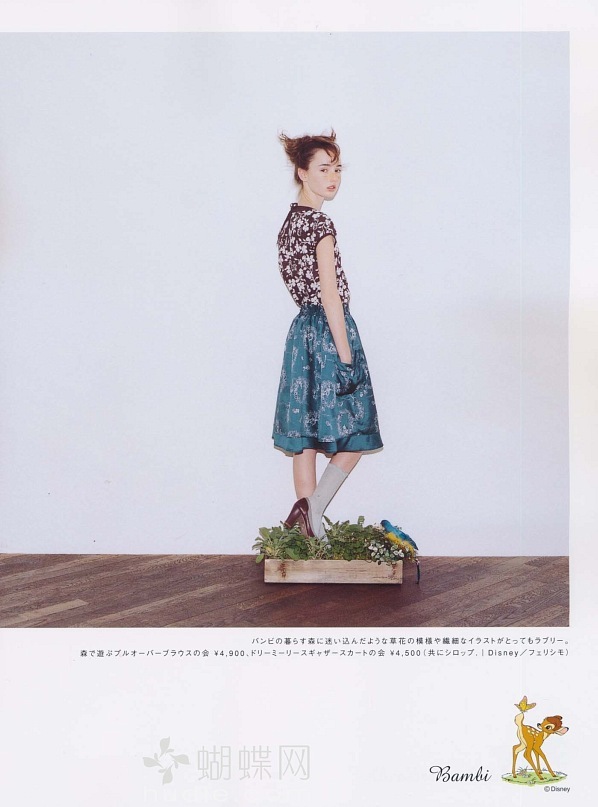 バンビの暮らす森に迷い込んだような草花の模様や繊細なイラストがとってもラブリー。
森で遊ぶプルオーバーブラウスの会 ¥4,900、ドリーミーリースギャザースカートの会 ¥4,500（共にシロップ.｜Disney／フェリシモ）
蝴蝶网
Bambi
©Disney